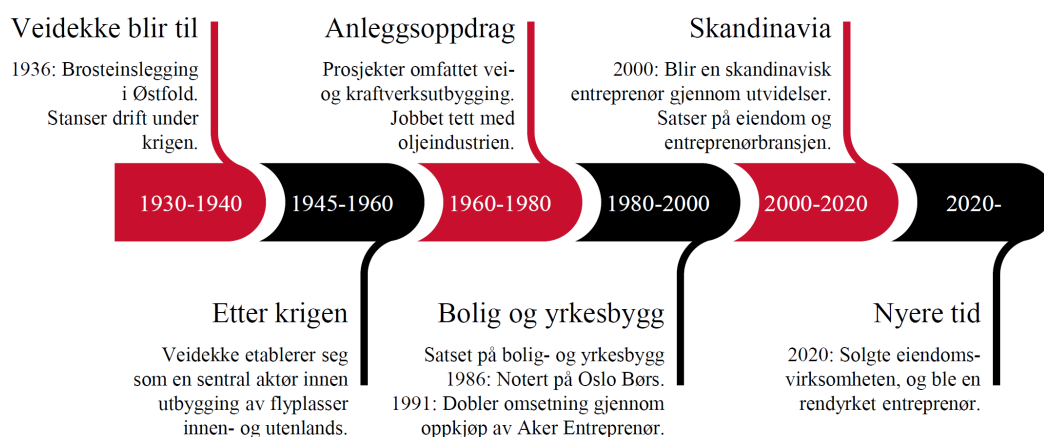 Veidekke blir til
1936: Brosteinslegging
i Østfold.
Stanser drift under
krigen.
Anleggsoppdrag
Prosjekter omfattet vei-
og kraftverksutbygging.
Jobbet tett med
oljeindustrien.
Skandinavia
2000: Blir en skandinavisk
entreprenør gjennom utvidelser.
Satser på eiendom og
entreprenørbransjen.
1930-1940
1945-1960
1960-1980
1980-2000
2000-2020
2020-
Etter krigen
Veidekke etablerer seg
som en sentral aktør innen
utbygging av flyplasser
innen- og utenlands.
Bolig og yrkesbygg
Satset på bolig- og yrkesbygg
1986: Notert på Oslo Børs.
1991: Dobler omsetning gjennom
oppkjøp av Aker Entreprenør.
Nyere tid
2020: Solgte eiendoms-
virksomheten, og ble en
rendyrket entreprenør.